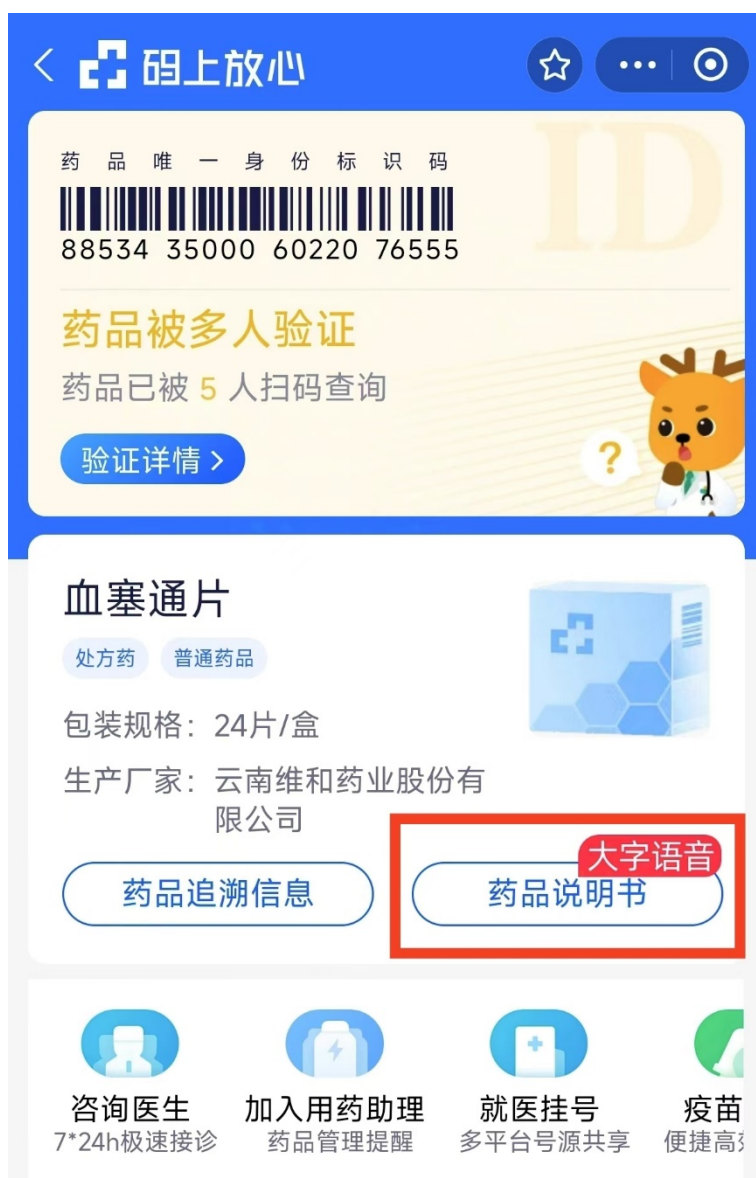 码上放心
ID
药品唯一身份标识码
88534 35000 60220 76555
药品被多人验证
药品已被 5 人扫码查询
验证详情 >
?
血塞通片
处方药 普通药品
包装规格：24片/盒
生产厂家：云南维和药业股份有
限公司
大字语音
药品追溯信息 药品说明书
咨询医生 加入用药助理 就医挂号 疫苗
7*24h极速接诊 药品管理提醒 多平台号源共享 便捷高